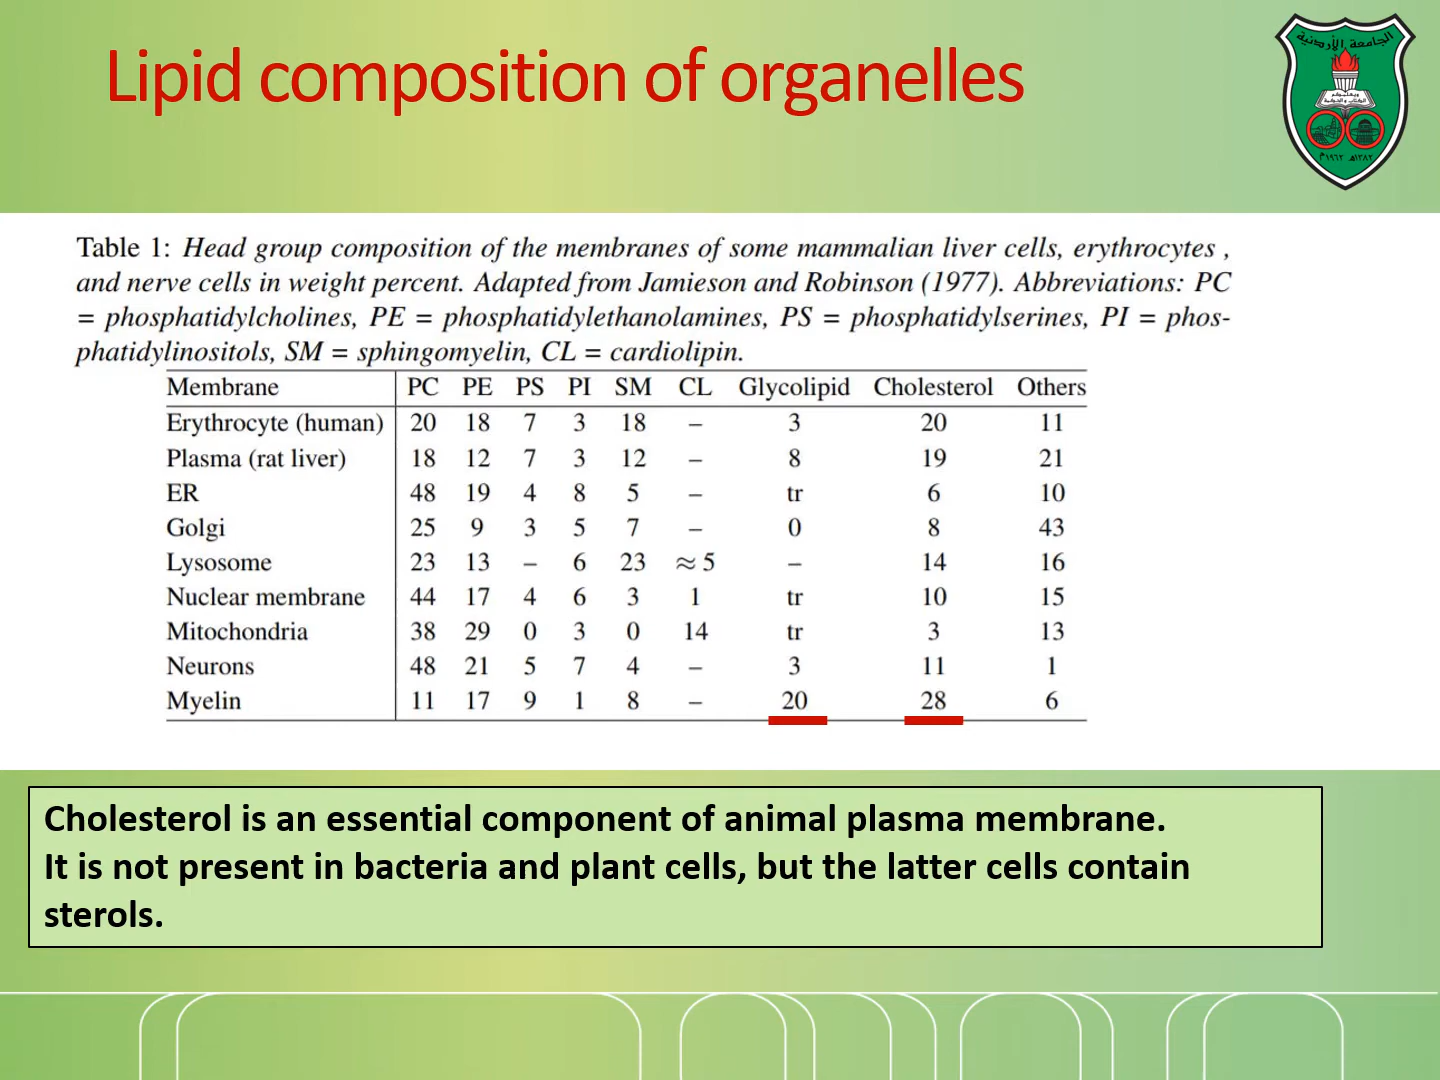 Lipid composition of organelles
الجامعة الأردنية
Table 1: Head group composition of the membranes of some mammalian liver cells, erythrocytes ,
and nerve cells in weight percent. Adapted from Jamieson and Robinson (1977). Abbreviations: PC
= phosphatidylcholines, PE = phosphatidylethanolamines, PS = phosphatidylserines, PI = phos-
phatidylinositols, SM = sphingomyelin, CL = cardiolipin.
Membrane PC PE PS PI SM CL Glycolipid Cholesterol Others
Erythrocyte (human) 20 18 7 3 18 – 3 20 11
Plasma (rat liver) 18 12 7 3 12 – 8 19 21
ER 48 19 4 8 5 – tr 6 10
Golgi 25 9 3 5 7 – 0 8 43
Lysosome 23 13 – 6 23 ≈ 5 – 14 16
Nuclear membrane 44 17 4 6 3 1 tr 10 15
Mitochondria 38 29 0 3 0 14 tr 3 13
Neurons 48 21 5 7 4 – 3 11 1
Myelin 11 17 9 1 8 – 20 28 6
Cholesterol is an essential component of animal plasma membrane.
It is not present in bacteria and plant cells, but the latter cells contain
sterols.